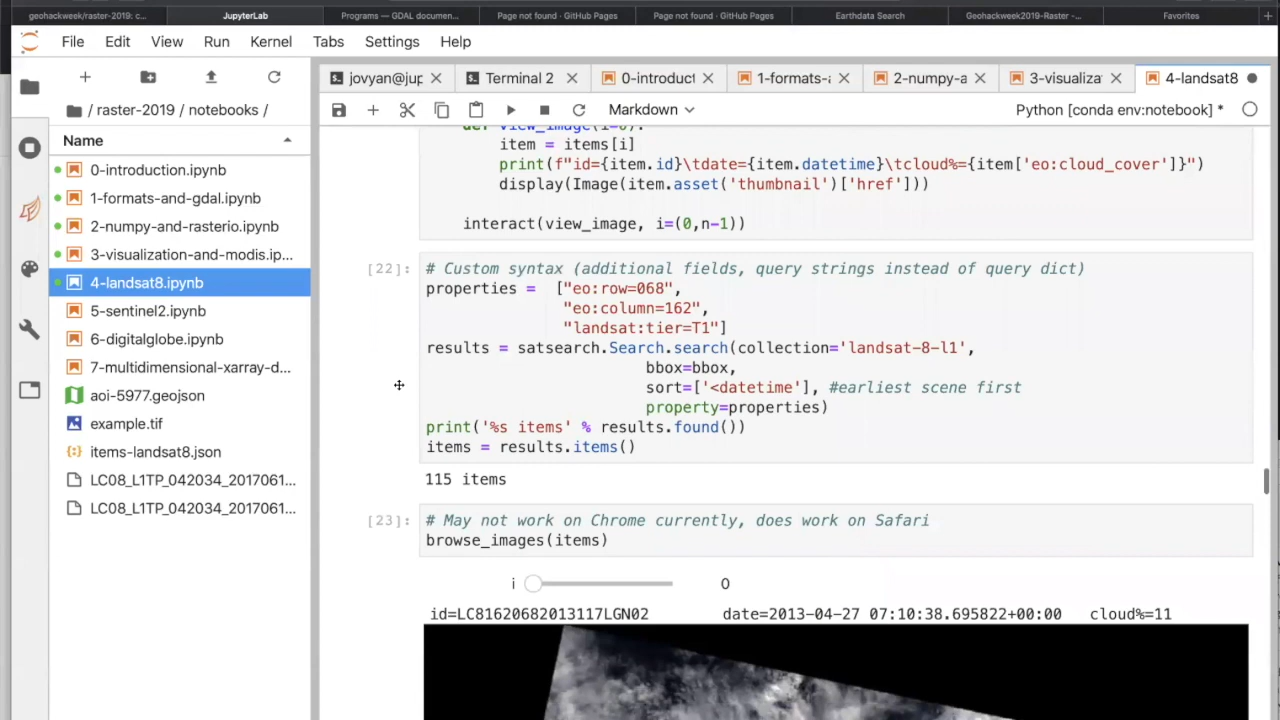 geohackweek/raster-2019: c...
JupyterLab
Programs — GDAL documen...
Page not found · GitHub Pages
Page not found · GitHub Pages
Earthdata Search
Geohackweek2019-Raster -...
Favorites
File Edit View Run Kernel Tabs Settings Help
jovyan@jup
Terminal 2
0-introduct
1-formats-a
2-numpy-a
3-visualiza
4-landsat8
/ raster-2019 / notebooks /
Markdown
Python [conda env:notebook] *
Name
0-introduction.ipynb
1-formats-and-gdal.ipynb
2-numpy-and-rasterio.ipynb
3-visualization-and-modis.ip...
4-landsat8.ipynb
5-sentinel2.ipynb
6-digitalglobe.ipynb
7-multidimensional-xarray-d...
aoi-5977.geojson
example.tif
items-landsat8.json
LC08_L1TP_042034_2017061...
LC08_L1TP_042034_2017061...
def view_image(i=0):
item = items[i]
print(f"id={item.id}\tdate={item.datetime}\tcloud%={item['eo:cloud_cover']}")
display(Image(item.asset('thumbnail')['href']))
interact(view_image, i=(0,n-1))
[22]:
# Custom syntax (additional fields, query strings instead of query dict)
properties = ["eo:row=068",
"eo:column=162",
"landsat:tier=T1"]
results = satsearch.Search.search(collection='landsat-8-l1',
bbox=bbox,
sort=['<datetime'], #earliest scene first
property=properties)
print('%s items' % results.found())
items = results.items()
115 items
[23]:
# May not work on Chrome currently, does work on Safari
browse_images(items)
i 0
id=LC81620682013117LGN02 date=2013-04-27 07:10:38.695822+00:00 cloud%=11